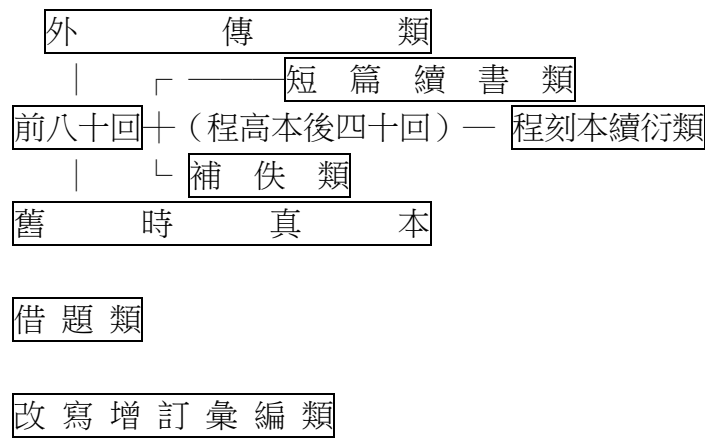 外傳類
短篇續書類
前八十回（程高本後四十回）— 程刻本續衍類
補佚類
舊時真本
借題類
改寫增訂彙編類